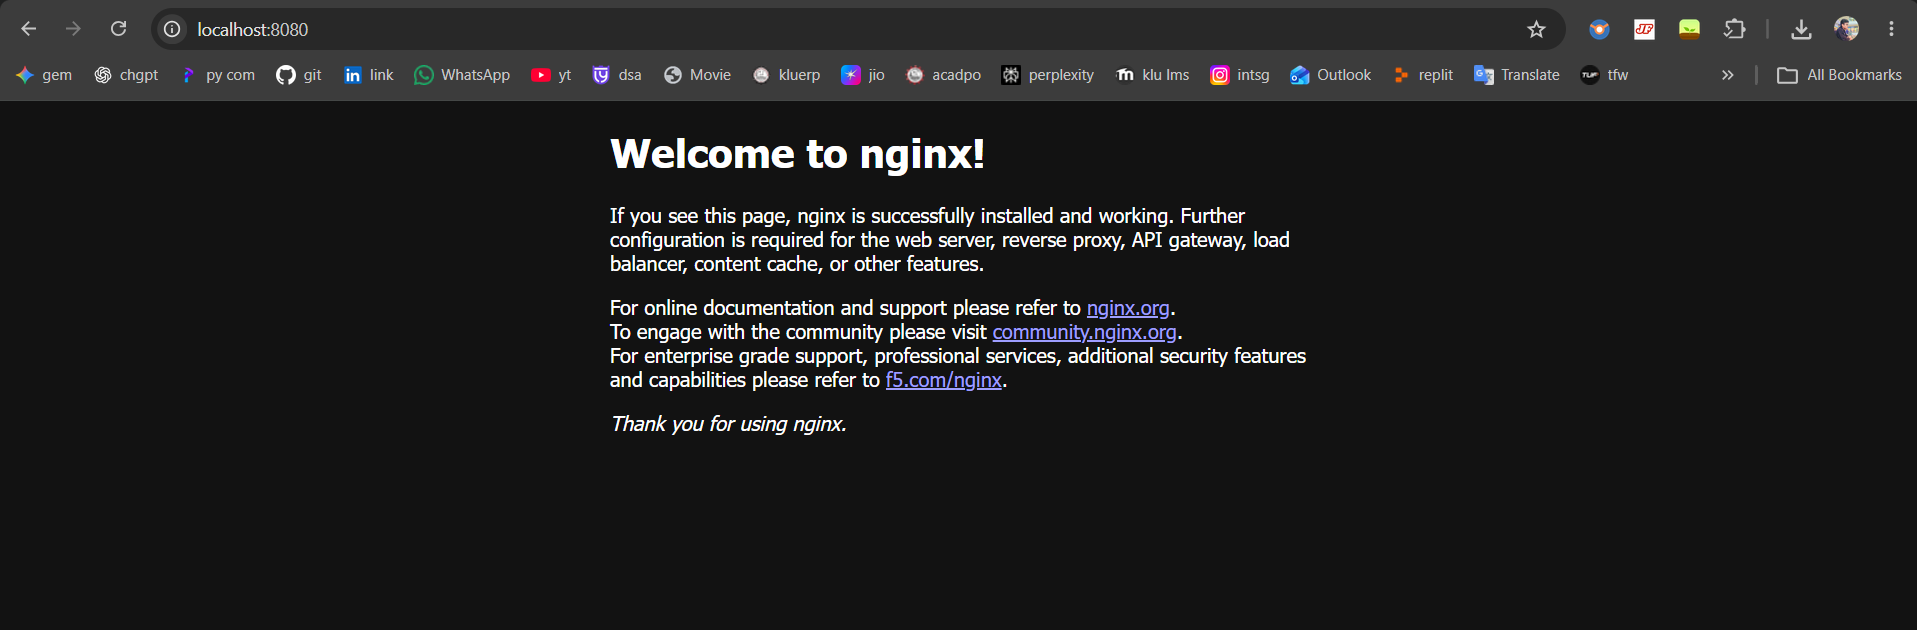 localhost:8080
gem chgpt py com git link WhatsApp yt dsa Movie kluerp jio acadpo perplexity klu lms intsg Outlook replit Translate tfw All Bookmarks
Welcome to nginx!
If you see this page, nginx is successfully installed and working. Further
configuration is required for the web server, reverse proxy, API gateway, load
balancer, content cache, or other features.
For online documentation and support please refer to nginx.org.
To engage with the community please visit community.nginx.org.
For enterprise grade support, professional services, additional security features
and capabilities please refer to f5.com/nginx.
Thank you for using nginx.